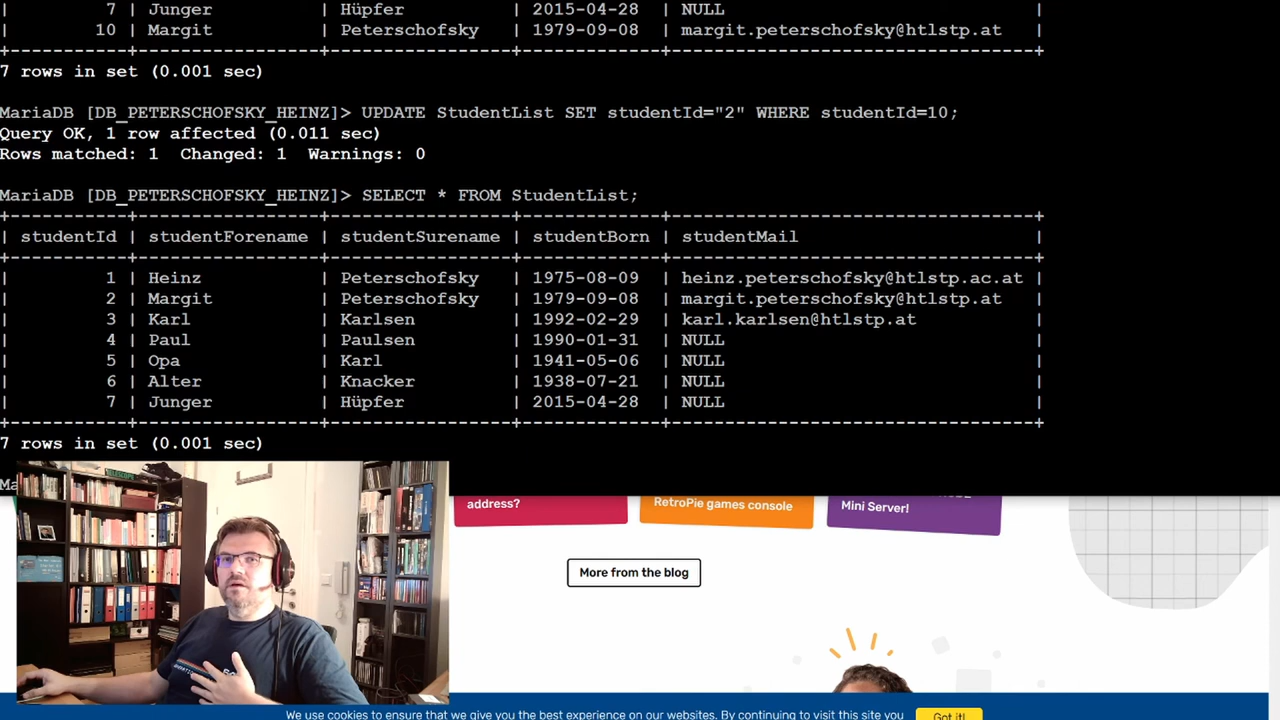 |          7 | Junger          | Hüpfer         | 2015-04-28  | NULL                             |
|         10 | Margit          | Peterschofsky  | 1979-09-08  | margit.peterschofsky@htlstp.at   |
+-----------+-----------------+----------------+-------------+----------------------------------+
7 rows in set (0.001 sec)
MariaDB [DB_PETERSCHOFSKY_HEINZ]> UPDATE StudentList SET studentId="2" WHERE studentId=10;
Query OK, 1 row affected (0.011 sec)
Rows matched: 1  Changed: 1  Warnings: 0
MariaDB [DB_PETERSCHOFSKY_HEINZ]> SELECT * FROM StudentList;
+-----------+-----------------+----------------+-------------+----------------------------------+
| studentId | studentForename | studentSurename | studentBorn | studentMail                      |
+-----------+-----------------+----------------+-------------+----------------------------------+
|         1 | Heinz           | Peterschofsky  | 1975-08-09  | heinz.peterschofsky@htlstp.ac.at |
|         2 | Margit          | Peterschofsky  | 1979-09-08  | margit.peterschofsky@htlstp.at   |
|         3 | Karl            | Karlsen        | 1992-02-29  | karl.karlsen@htlstp.at           |
|         4 | Paul            | Paulsen        | 1990-01-31  | NULL                             |
|         5 | Opa             | Karl           | 1941-05-06  | NULL                             |
|         6 | Alter           | Knacker        | 1938-07-21  | NULL                             |
|         7 | Junger          | Hüpfer         | 2015-04-28  | NULL                             |
+-----------+-----------------+----------------+-------------+----------------------------------+
7 rows in set (0.001 sec)
Ma
address?
RetroPie games console
Mini Server!
More from the blog
We use cookies to ensure that we give you the best experience on our websites. By continuing to visit this site you
Got it!